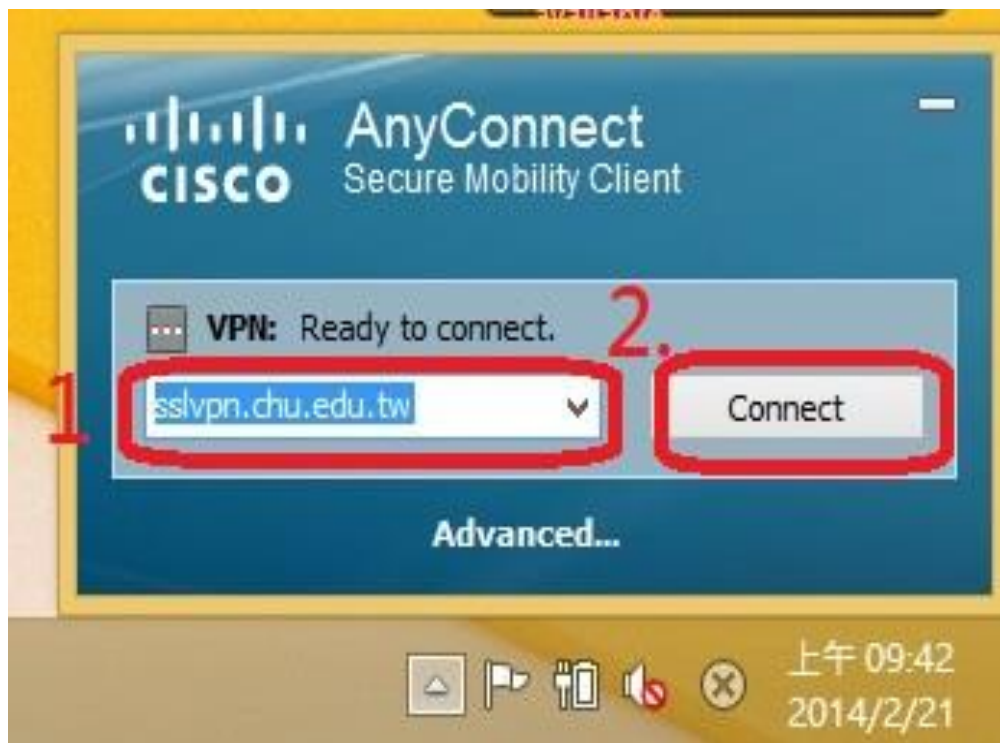 available
CISCO
AnyConnect
Secure Mobility Client
VPN: Ready to connect.
2.
1
sslvpn.chu.edu.tw
Connect
Advanced...
上午 09:42
2014/2/21